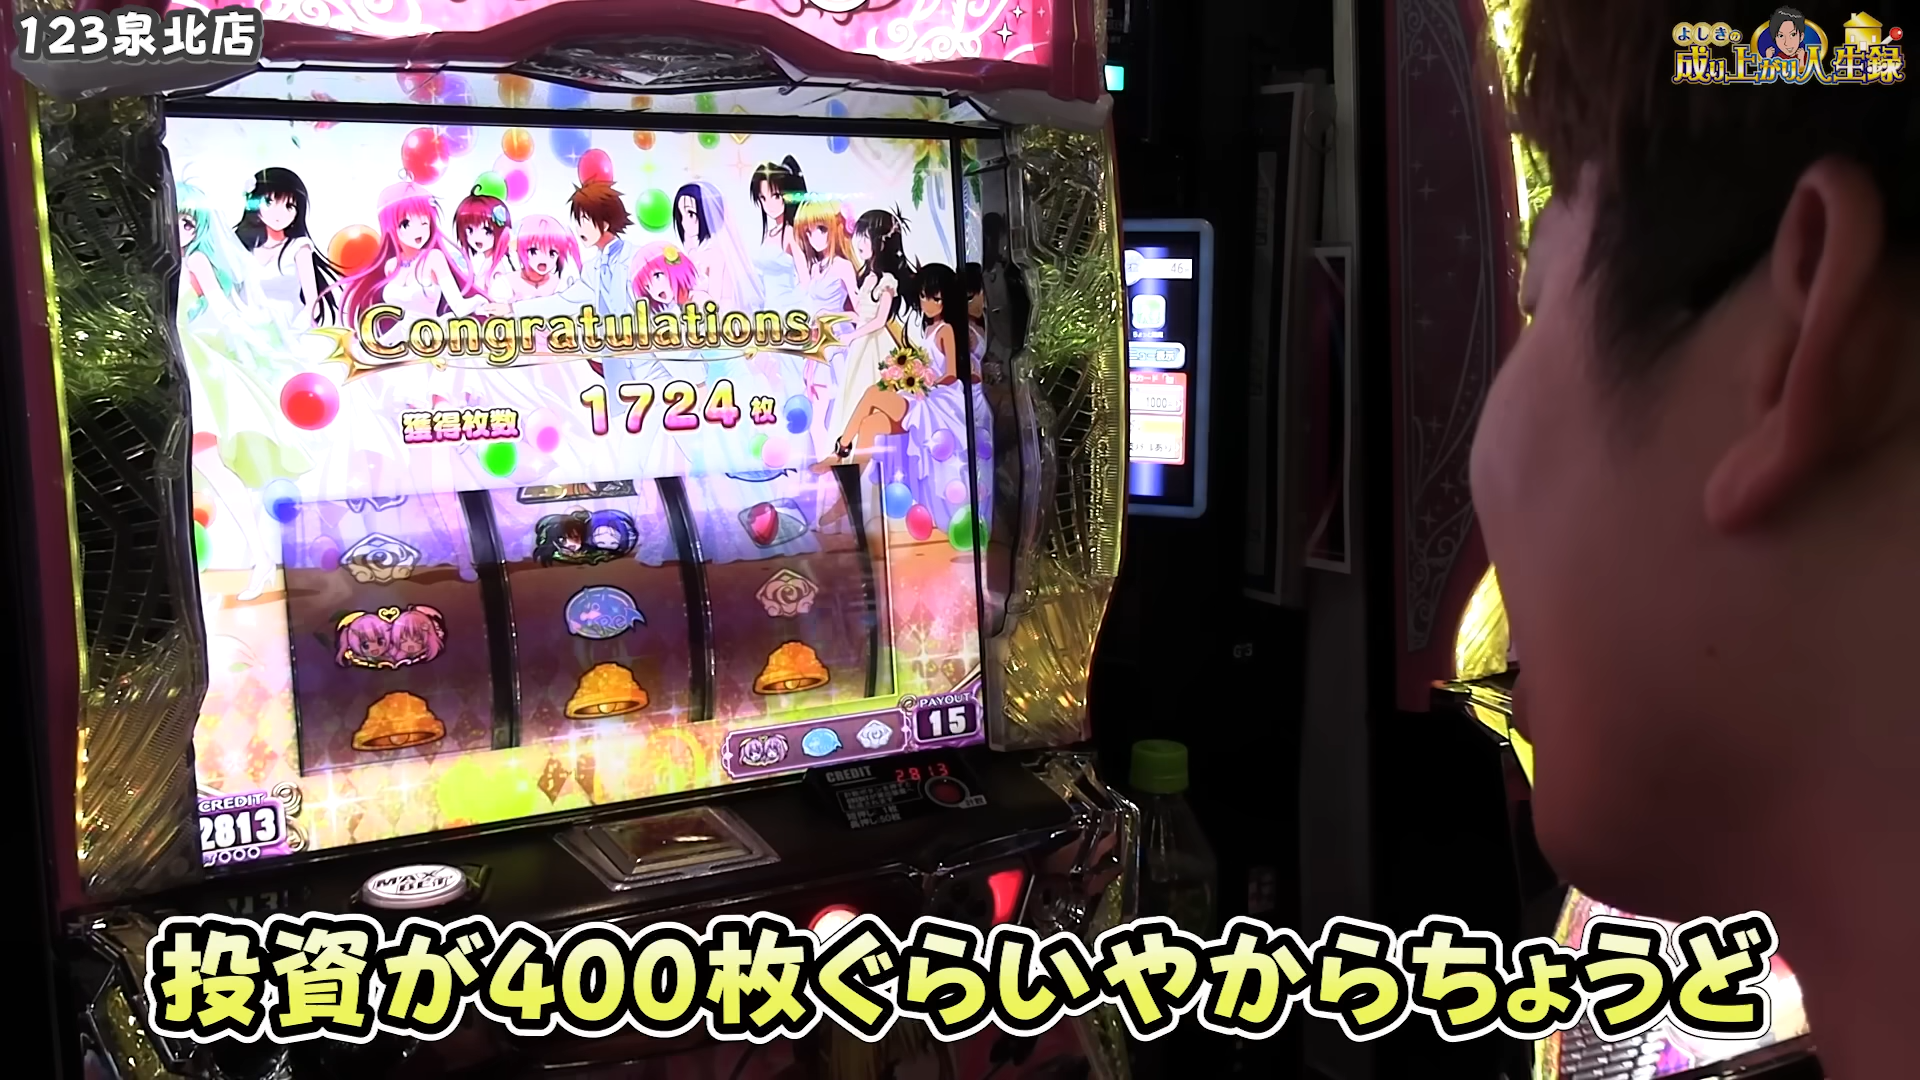 123泉北店
よしきの
成り上がり人生録
Congratulations
獲得枚数 1724枚
46
1000
PAYOUT
15
CREDIT 2813
CREDIT
2813
MAX
BET
投資が400枚ぐらいやからちょうど